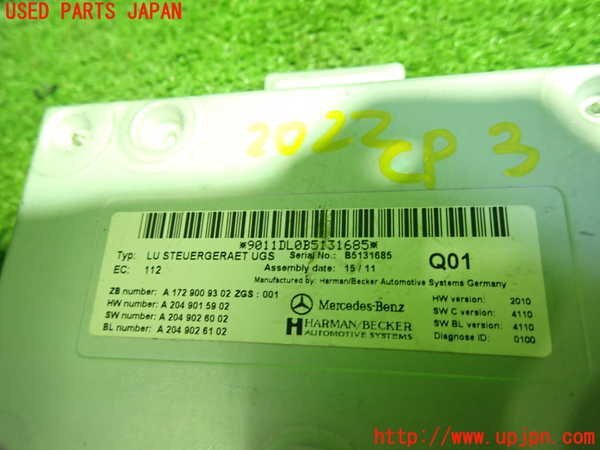 USED PARTS JAPAN
2022 CP 3
*9011DL0B5131685*
Typ: LU STEUERGERAET UGS Serial No.: B5131685
EC: 112 Assembly date: 15/11 Q01
Manufactured by: Harman/Becker Automotive Systems Germany
ZB number: A 172 900 93 02 ZGS: 001
HW number: A 204 901 59 02
SW number: A 204 902 60 02
BL number: A 204 902 61 02
Mercedes-Benz
HARMAN/BECKER
AUTOMOTIVE SYSTEMS
HW version: 2010
SW C version: 4110
SW BL version: 4110
Diagnose ID: 0100
http://www.upjpn.com/